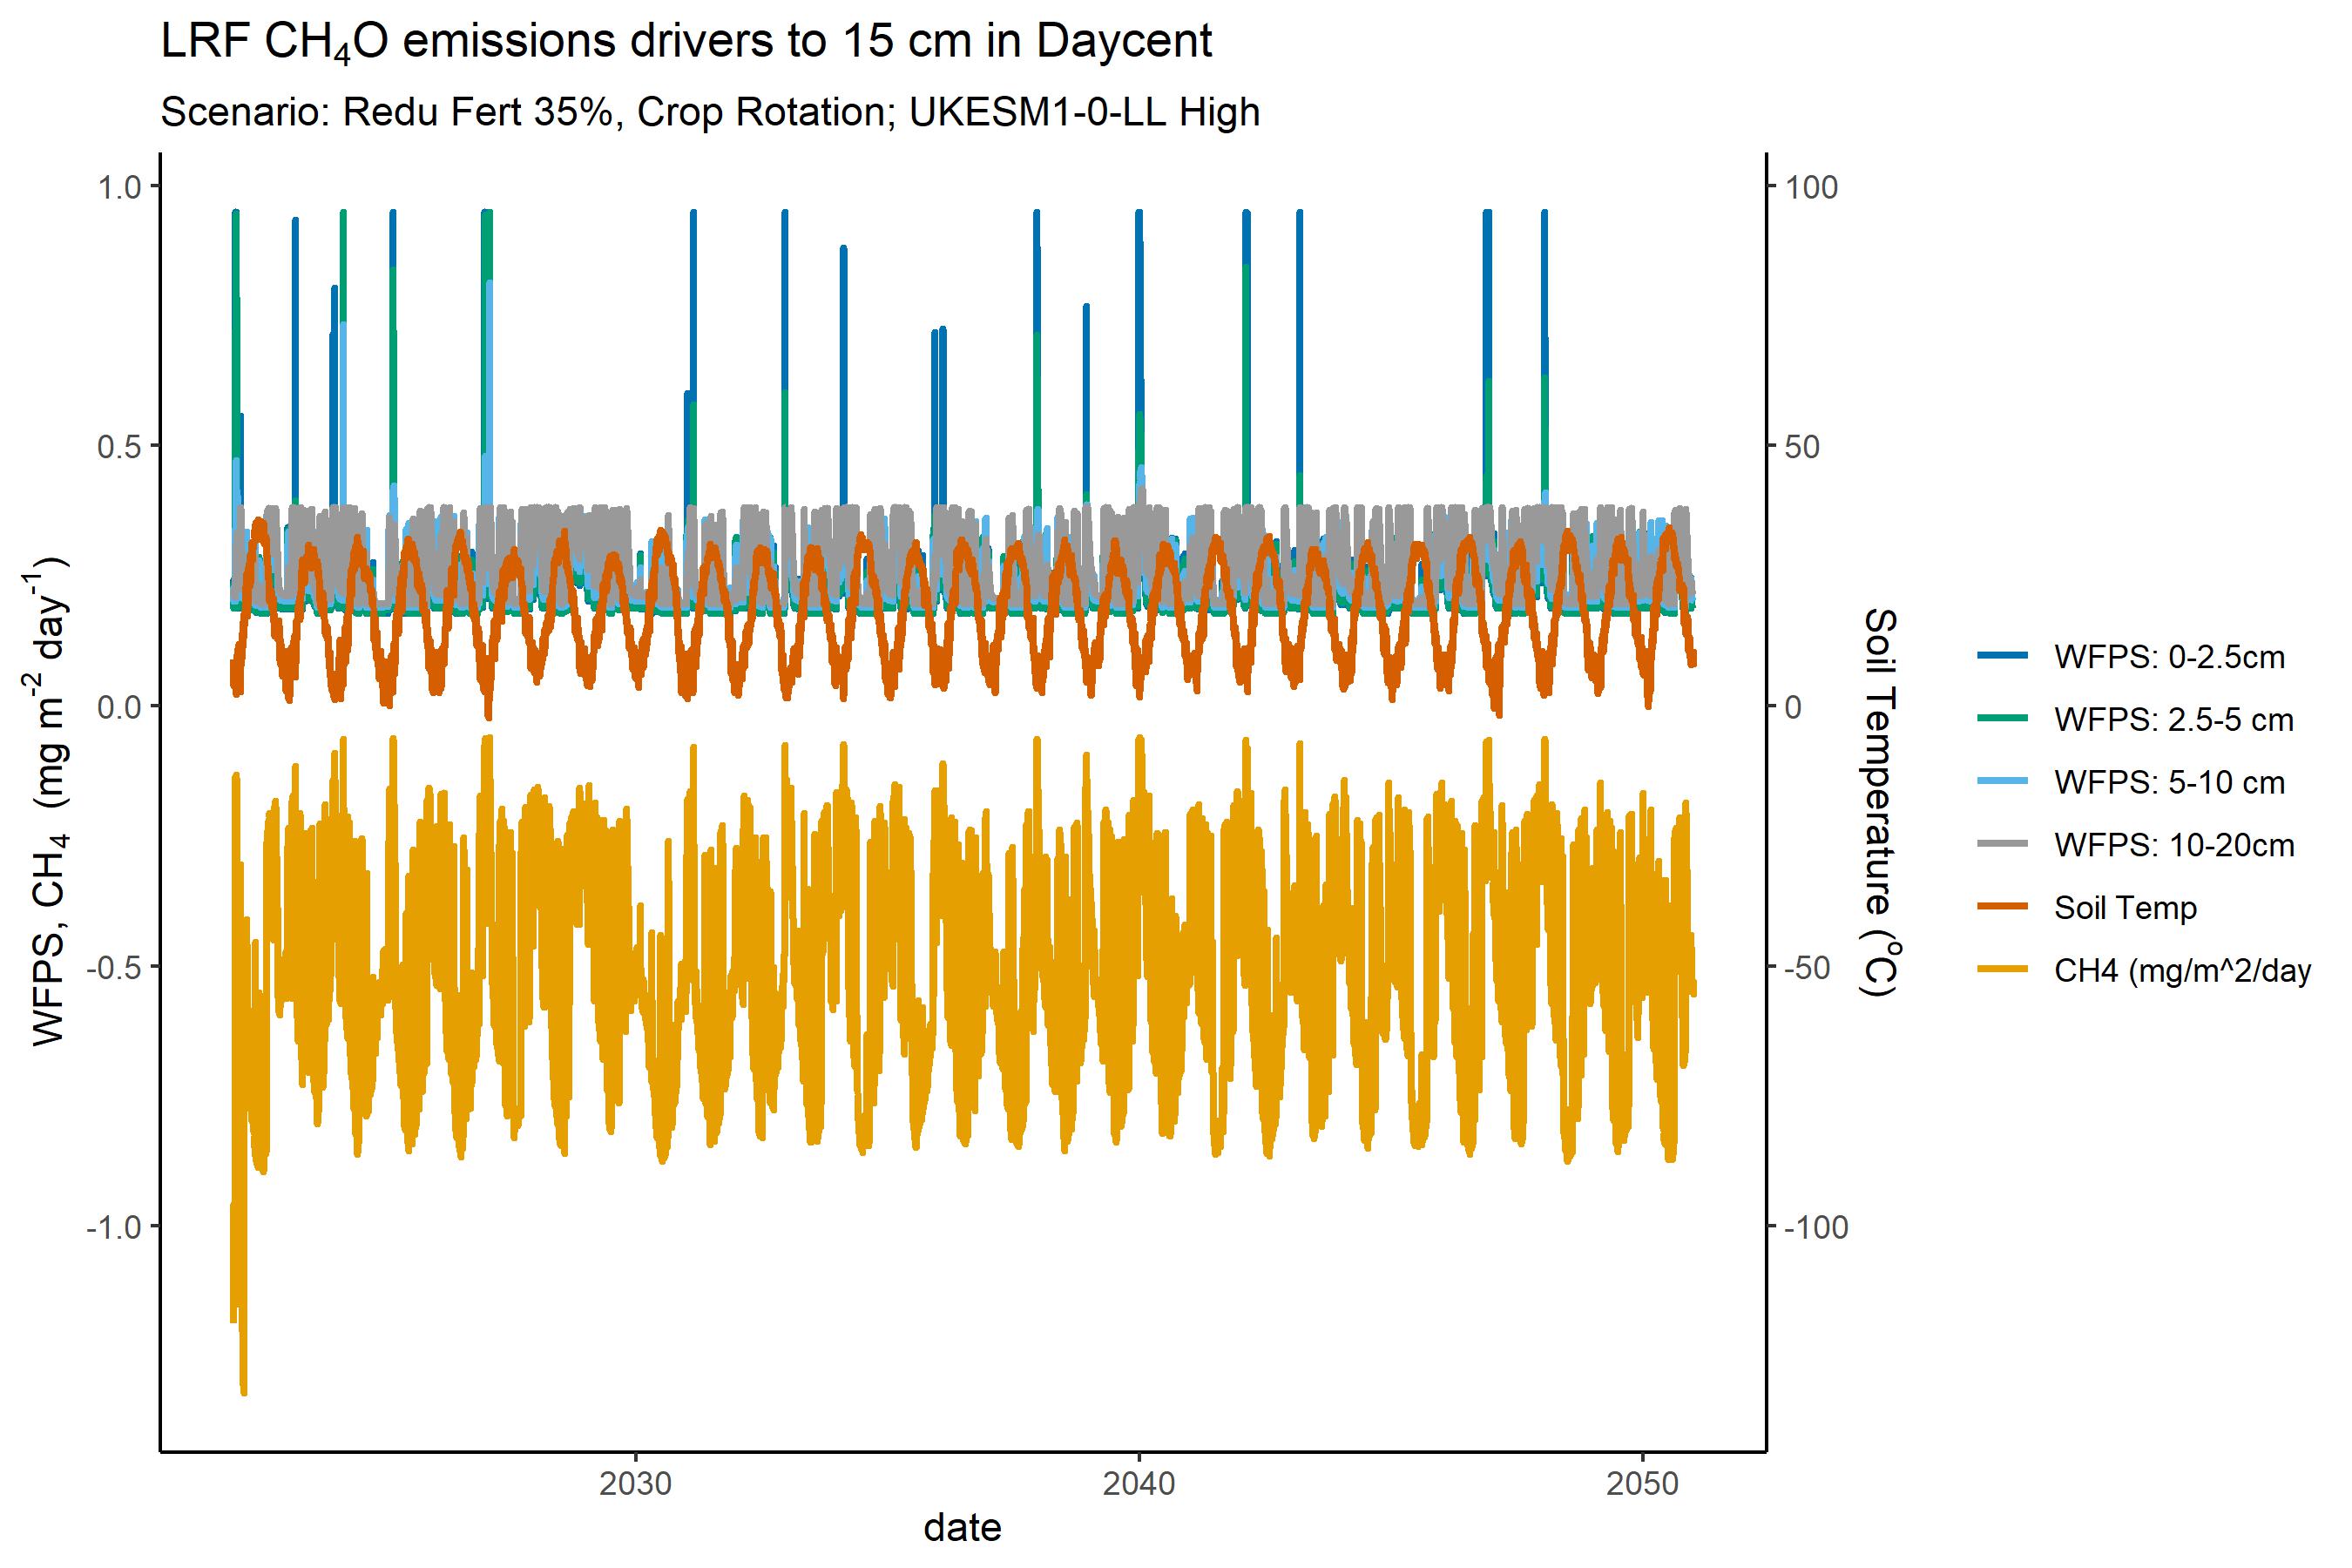 LRF CH₄O emissions drivers to 15 cm in Daycent
Scenario: Redu Fert 35%, Crop Rotation; UKESM1-0-LL High
1.0
0.5
0.0
-0.5
-1.0
WFPS, CH₄ (mg m⁻² day⁻¹)
100
50
0
-50
-100
Soil Temperature (⁰C)
2030
2040
2050
date
WFPS: 0-2.5cm
WFPS: 2.5-5 cm
WFPS: 5-10 cm
WFPS: 10-20cm
Soil Temp
CH4 (mg/m^2/day